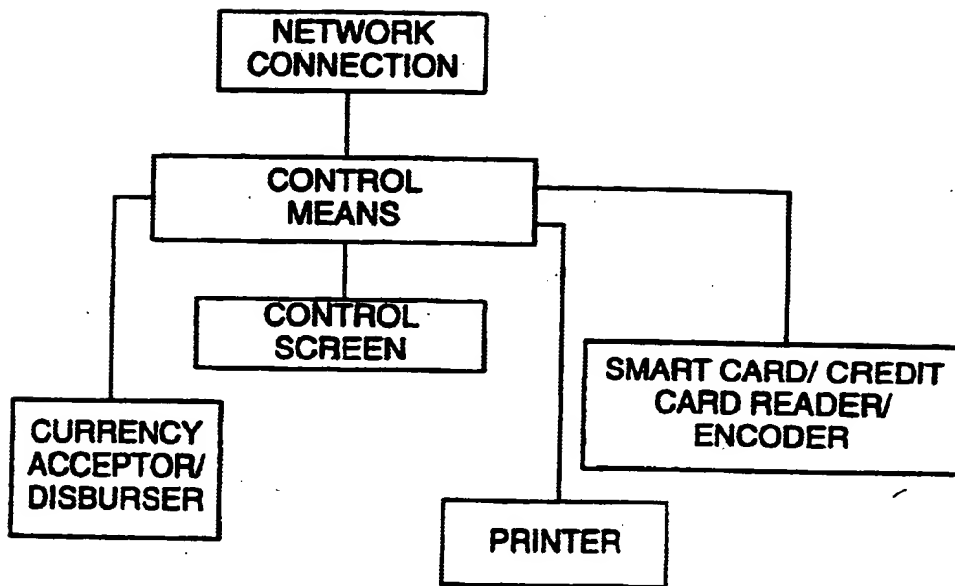 NETWORK
CONNECTION
CONTROL
MEANS
CONTROL
SCREEN
SMART CARD/ CREDIT
CARD READER/
ENCODER
CURRENCY
ACCEPTOR/
DISBURSER
PRINTER